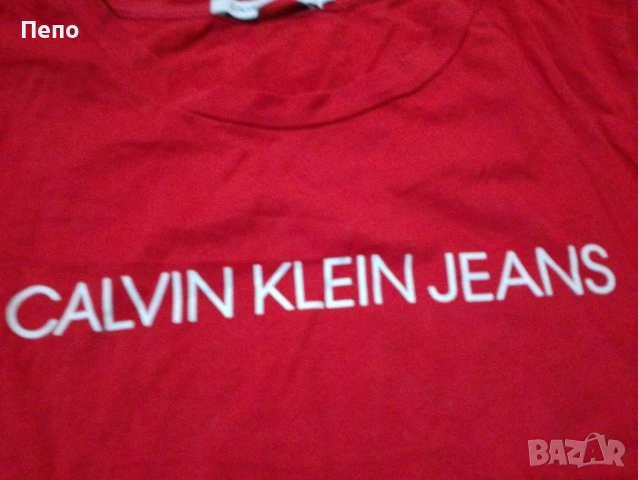 Пепо
CALVIN KLEIN JEANS
BAZAR